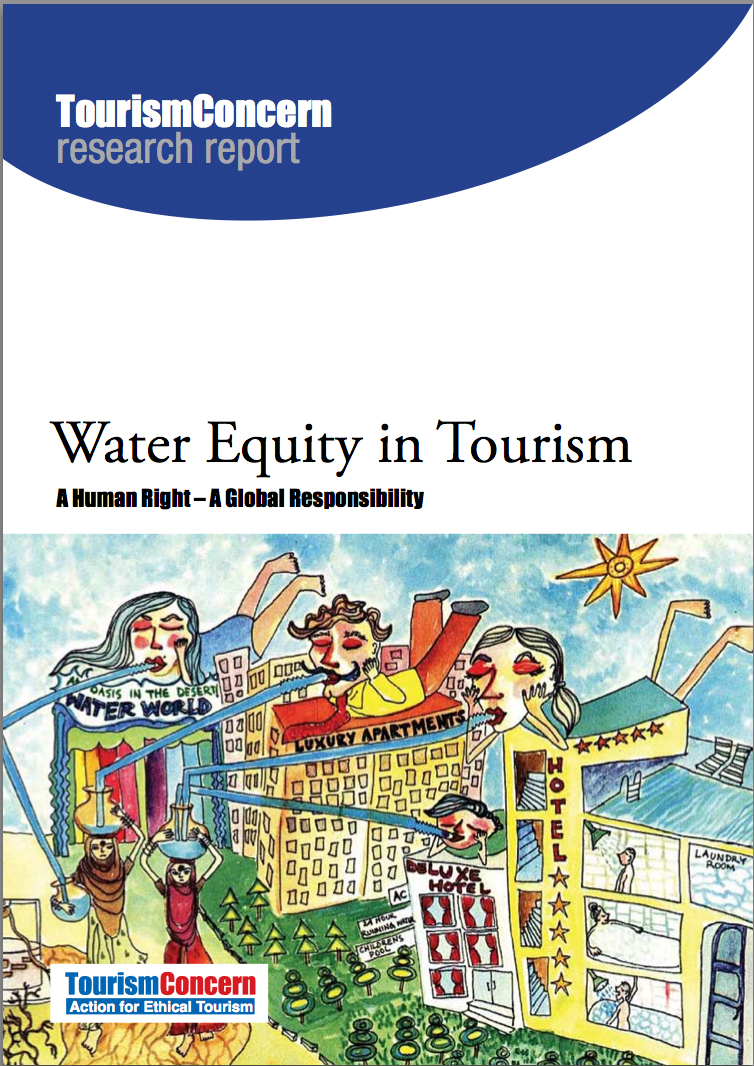 TourismConcern
research report
Water Equity in Tourism
A Human Right – A Global Responsibility
AN
OASIS IN THE DESERT
WATER WORLD
LUXURY APARTMENTS
HOTEL
DELUXE
HOTEL
AC
24 HOUR
RUNNING WATER
CHILDRENS
POOL
LAUNDRY
ROOM
TourismConcern
Action for Ethical Tourism